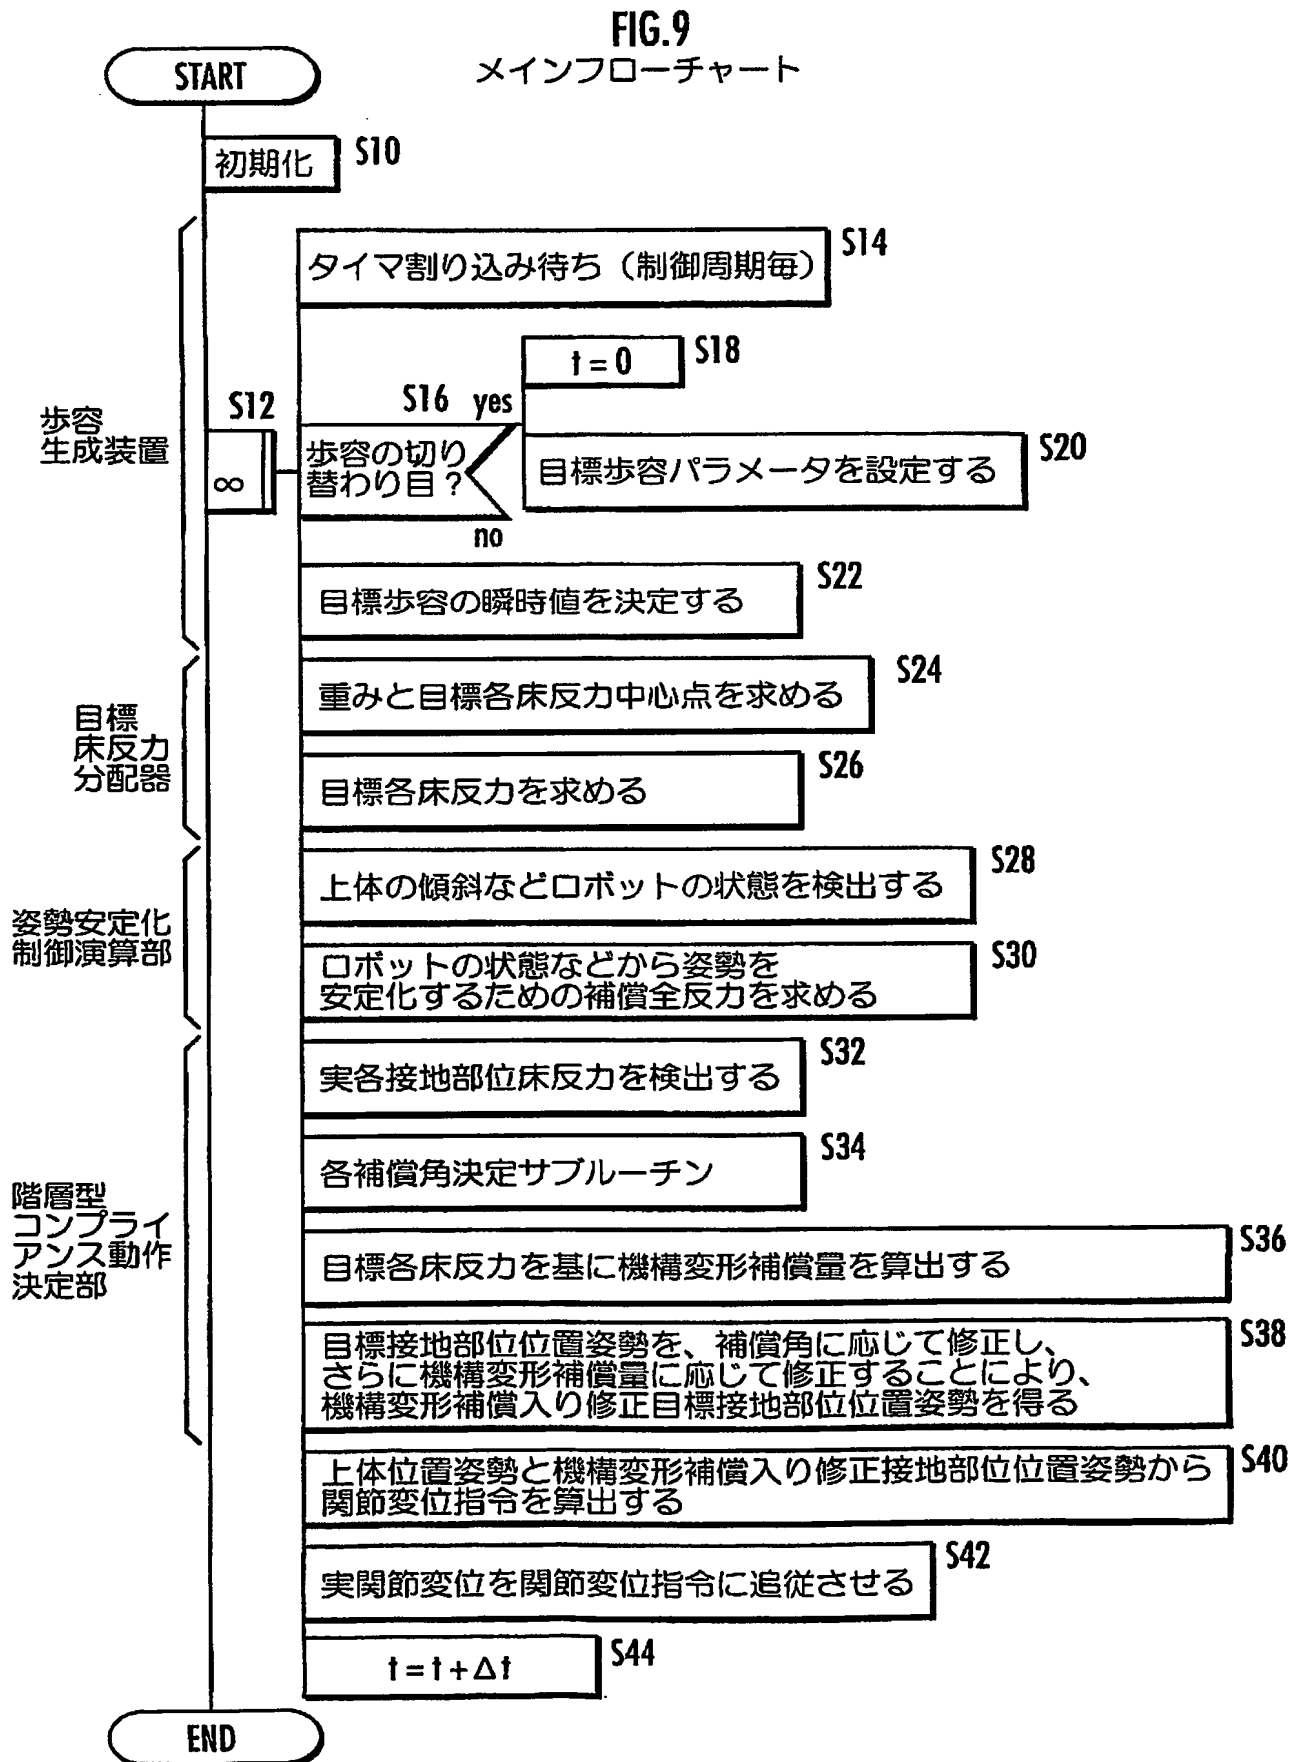 FIG.9
メインフローチャート
START
初期化
S10
タイマ割り込み待ち（制御周期毎）
S14
t = 0
S18
S12
∞
S16
yes
歩容の切り
替わり目？
no
目標歩容パラメータを設定する
S20
歩容
生成装置
目標歩容の瞬時値を決定する
S22
目標
床反力
分配器
重みと目標各床反力中心点を求める
S24
目標各床反力を求める
S26
姿勢安定化
制御演算部
上体の傾斜などロボットの状態を検出する
S28
ロボットの状態などから姿勢を
安定化するための補償全反力を求める
S30
実各接地部位床反力を検出する
S32
各補償角決定サブルーチン
S34
階層型
コンプライ
アンス動作
決定部
目標各床反力を基に機構変形補償量を算出する
S36
目標接地部位位置姿勢を、補償角に応じて修正し、
さらに機構変形補償量に応じて修正することにより、
機構変形補償入り修正目標接地部位位置姿勢を得る
S38
上体位置姿勢と機構変形補償入り修正接地部位位置姿勢から
関節変位指令を算出する
S40
実関節変位を関節変位指令に追従させる
S42
t = t + Δt
S44
END